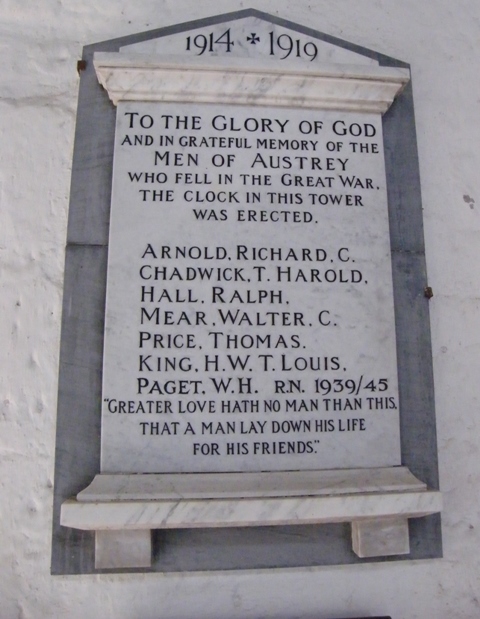 1914 ✠ 1919
TO THE GLORY OF GOD
AND IN GRATEFUL MEMORY OF THE
MEN OF AUSTREY
WHO FELL IN THE GREAT WAR,
THE CLOCK IN THIS TOWER
WAS ERECTED.
ARNOLD, RICHARD, C.
CHADWICK, T. HAROLD,
HALL, RALPH,
MEAR, WALTER, C.
PRICE, THOMAS.
KING, H.W.T. LOUIS,
PAGET, W.H. R.N. 1939/45
"GREATER LOVE HATH NO MAN THAN THIS,
THAT A MAN LAY DOWN HIS LIFE
FOR HIS FRIENDS."